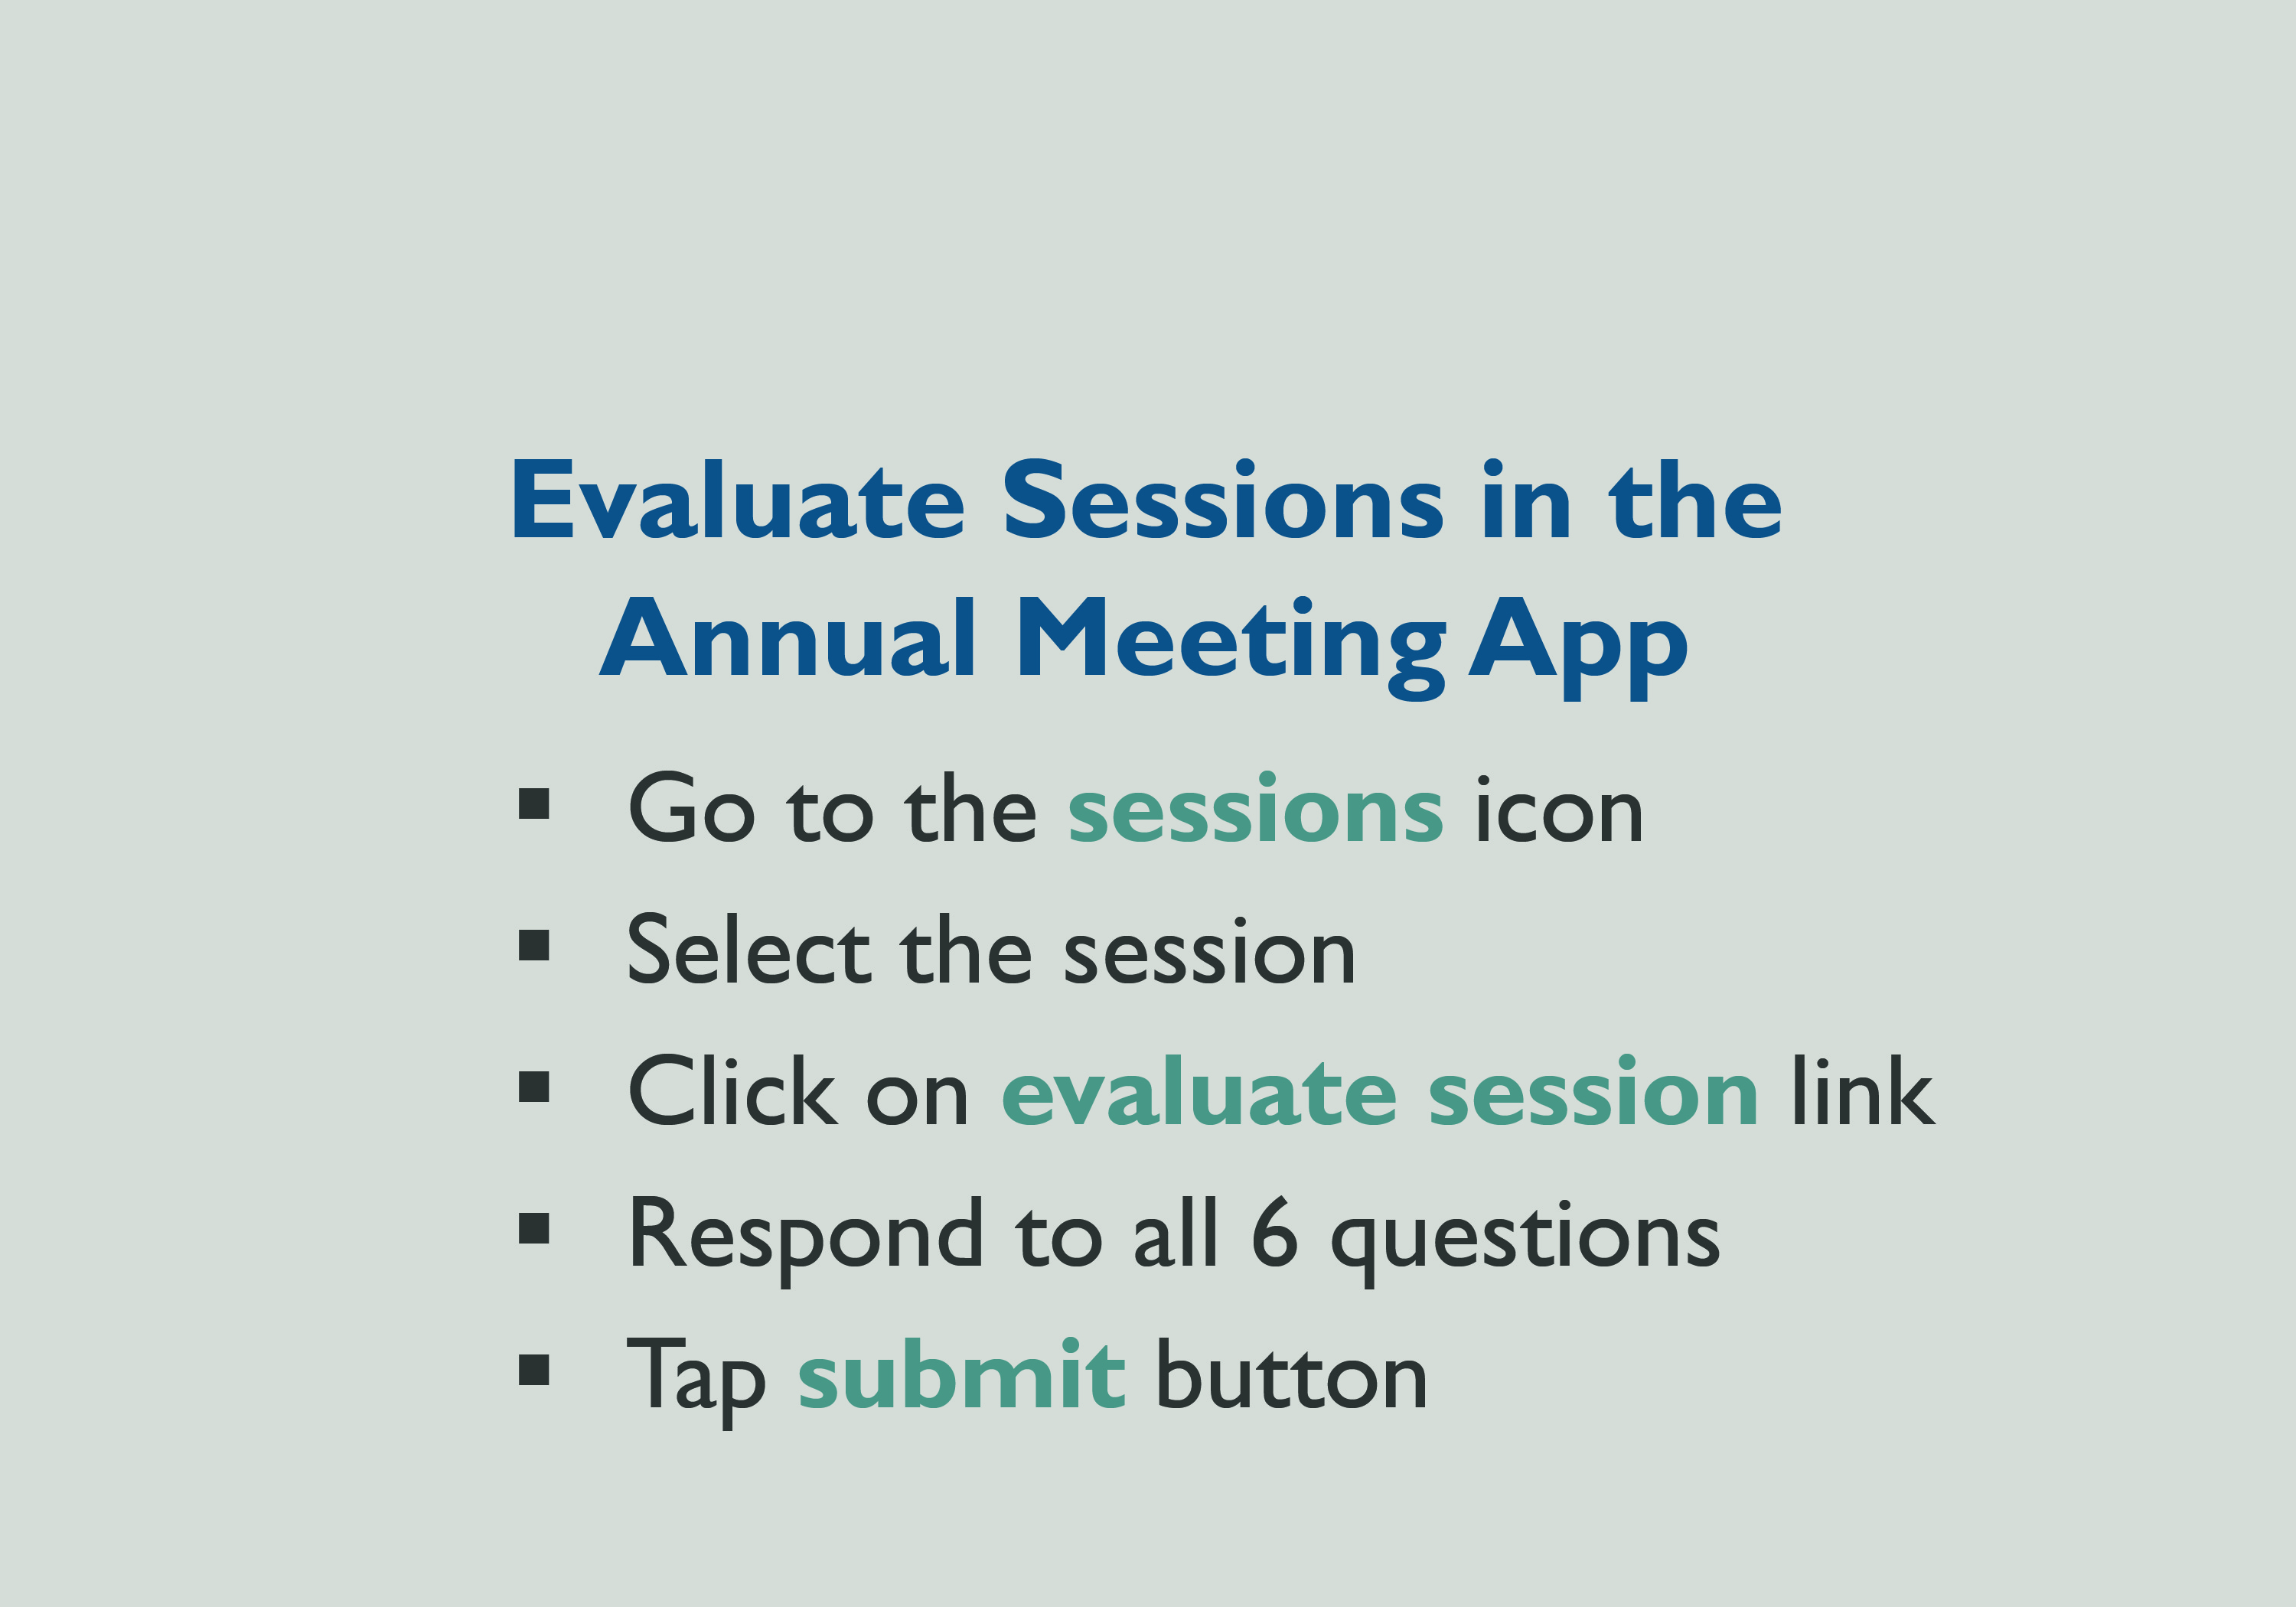 Evaluate Sessions in the
Annual Meeting App
▪ Go to the sessions icon
▪ Select the session
▪ Click on evaluate session link
▪ Respond to all 6 questions
▪ Tap submit button